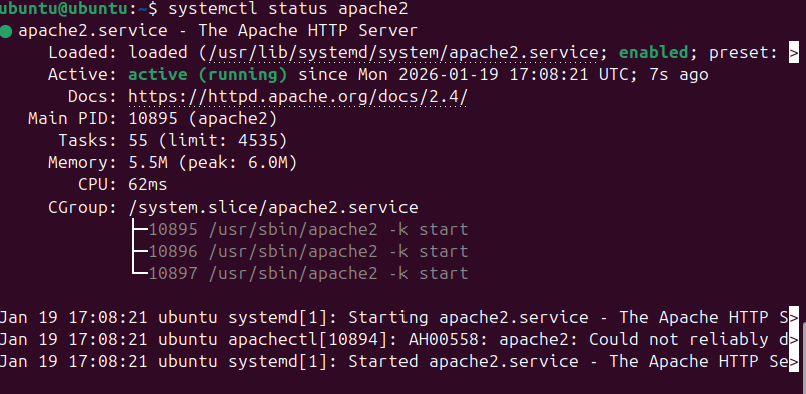 ubuntu@ubuntu:~$ systemctl status apache2
● apache2.service - The Apache HTTP Server
     Loaded: loaded (/usr/lib/systemd/system/apache2.service; enabled; preset: >
     Active: active (running) since Mon 2026-01-19 17:08:21 UTC; 7s ago
       Docs: https://httpd.apache.org/docs/2.4/
   Main PID: 10895 (apache2)
      Tasks: 55 (limit: 4535)
     Memory: 5.5M (peak: 6.0M)
        CPU: 62ms
     CGroup: /system.slice/apache2.service
             ├─10895 /usr/sbin/apache2 -k start
             ├─10896 /usr/sbin/apache2 -k start
             └─10897 /usr/sbin/apache2 -k start

Jan 19 17:08:21 ubuntu systemd[1]: Starting apache2.service - The Apache HTTP S>
Jan 19 17:08:21 ubuntu apachectl[10894]: AH00558: apache2: Could not reliably d>
Jan 19 17:08:21 ubuntu systemd[1]: Started apache2.service - The Apache HTTP Se>